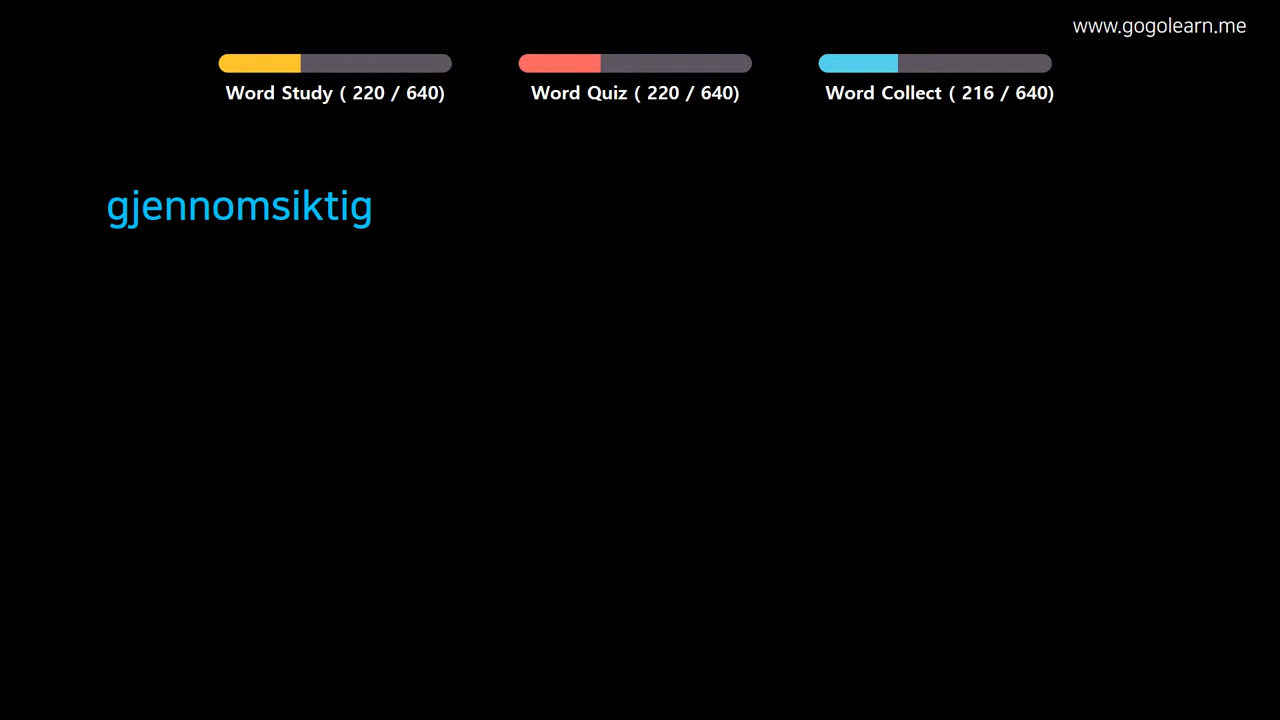 www.gogolearn.me
Word Study ( 220 / 640)
Word Quiz ( 220 / 640)
Word Collect ( 216 / 640)
gjennomsiktig